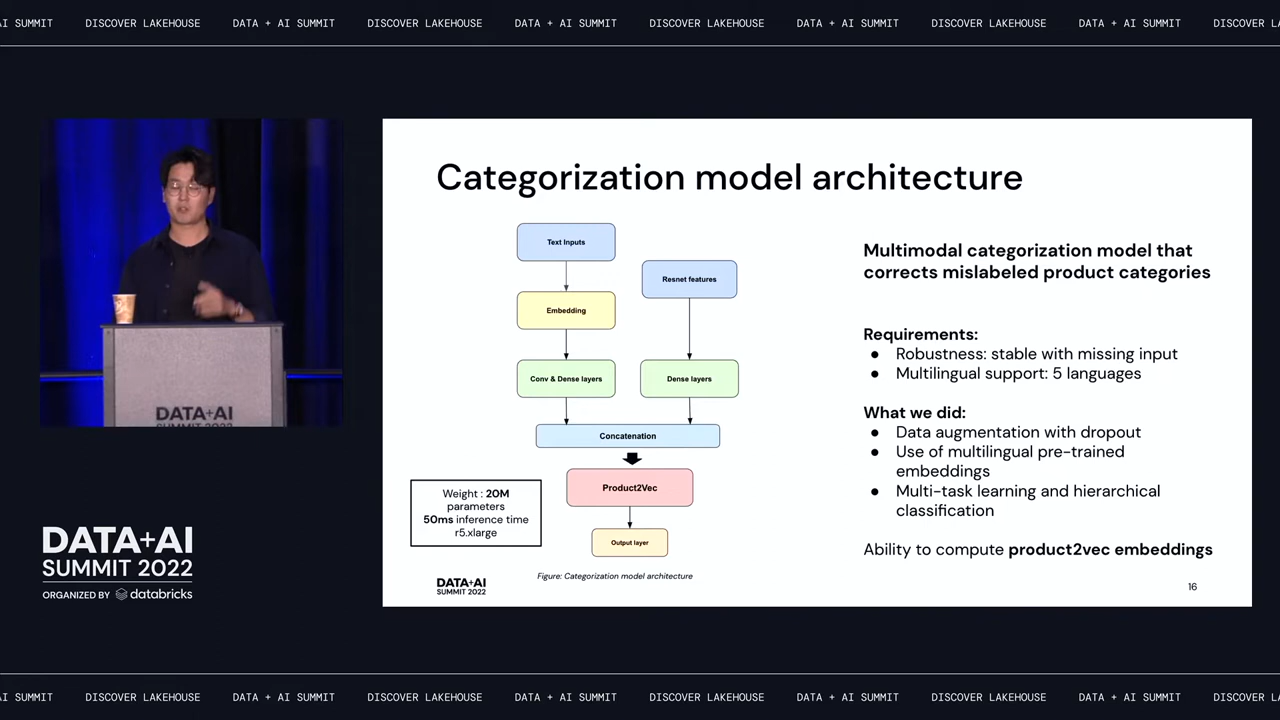 AI SUMMIT DISCOVER LAKEHOUSE DATA + AI SUMMIT DISCOVER LAKEHOUSE DATA + AI SUMMIT DISCOVER LAKEHOUSE DATA + AI SUMMIT DISCOVER LAKEHOUSE DATA + AI SUMMIT DISCOVER L
Categorization model architecture
Text Inputs
Resnet features
Embedding
Conv & Dense layers
Dense layers
Concatenation
Product2Vec
Output layer
Weight : 20M
parameters
50ms inference time
r5.xlarge
Figure: Categorization model architecture
Multimodal categorization model that
corrects mislabeled product categories
Requirements:
● Robustness: stable with missing input
● Multilingual support: 5 languages
What we did:
● Data augmentation with dropout
● Use of multilingual pre-trained
embeddings
● Multi-task learning and hierarchical
classification
Ability to compute product2vec embeddings
DATA+AI
SUMMIT 2022
16
DATA+AI
SUMMIT 2022
DATA+AI
SUMMIT 2022
ORGANIZED BY databricks
AI SUMMIT DISCOVER LAKEHOUSE DATA + AI SUMMIT DISCOVER LAKEHOUSE DATA + AI SUMMIT DISCOVER LAKEHOUSE DATA + AI SUMMIT DISCOVER LAKEHOUSE DATA + AI SUMMIT DISCOVER L